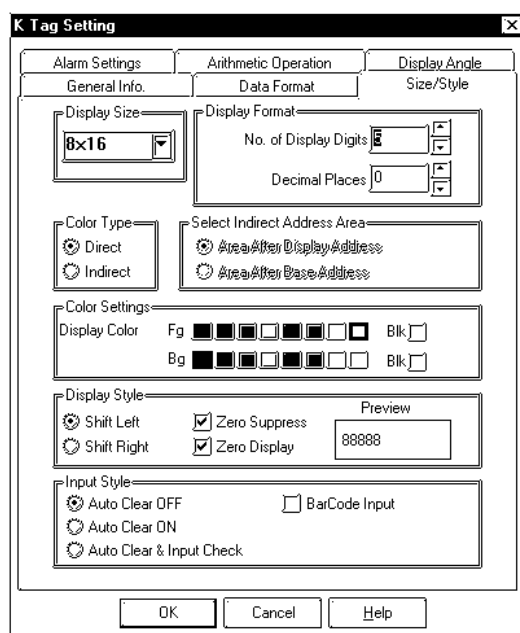 K Tag Setting
Alarm Settings Arithmetic Operation Display Angle
General Info. Data Format Size/Style
Display Size
8×16
Display Format
No. of Display Digits 5
Decimal Places 0
Color Type
Direct
Indirect
Select Indirect Address Area
Area After Display Address
Area After Base Address
Color Settings
Display Color Fg Blk
Bg Blk
Display Style
Shift Left
Shift Right
Zero Suppress
Zero Display
Preview
88888
Input Style
Auto Clear OFF
Auto Clear ON
Auto Clear & Input Check
BarCode Input
OK Cancel Help